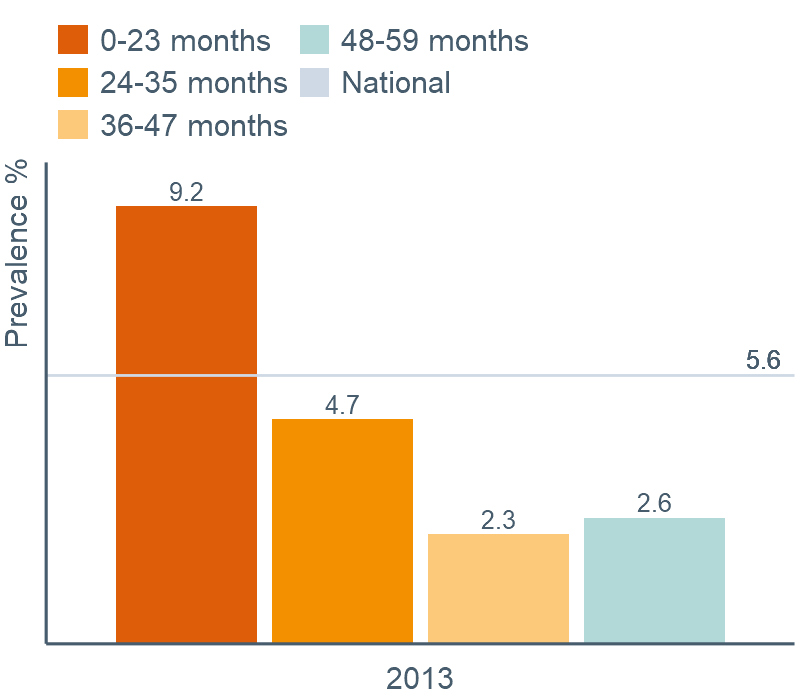 0-23 months
24-35 months
36-47 months
48-59 months
National
Prevalence %
9.2
4.7
2.3
2.6
5.6
2013